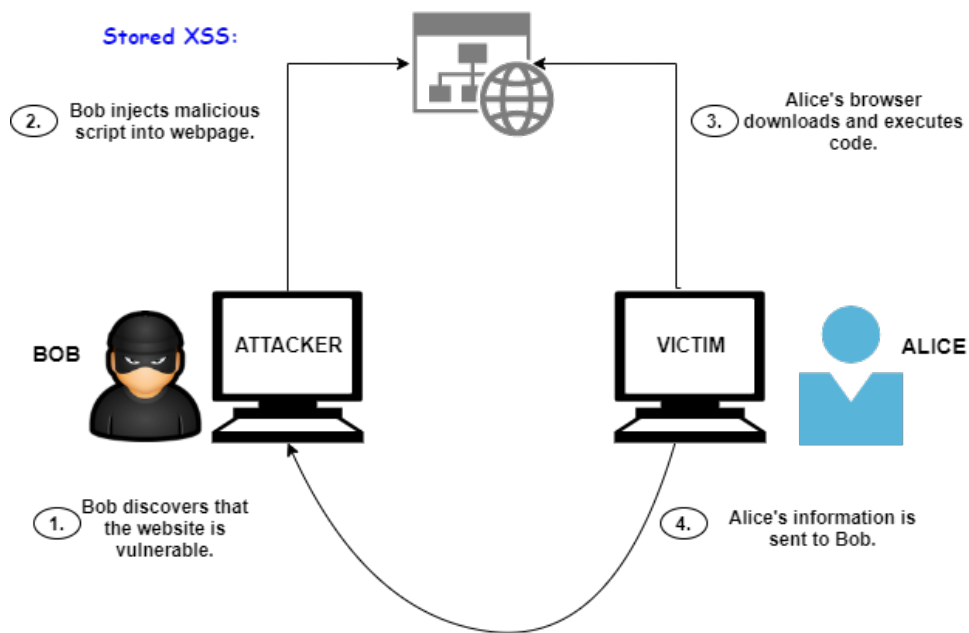 Stored XSS:
2.
Bob injects malicious
script into webpage.
3.
Alice's browser
downloads and executes
code.
BOB
ATTACKER
VICTIM
ALICE
1.
Bob discovers that
the website is
vulnerable.
4.
Alice's information is
sent to Bob.